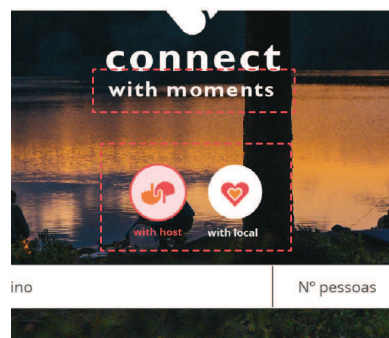 connect
with moments
with host with local
ino Nº pessoas